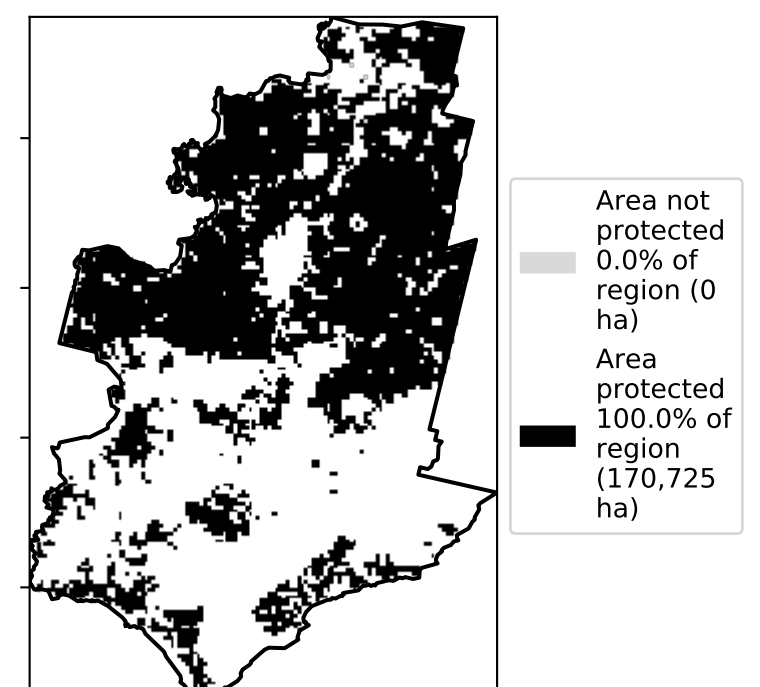 Area not
protected
0.0% of
region (0
ha)
Area
protected
100.0% of
region
(170,725
ha)